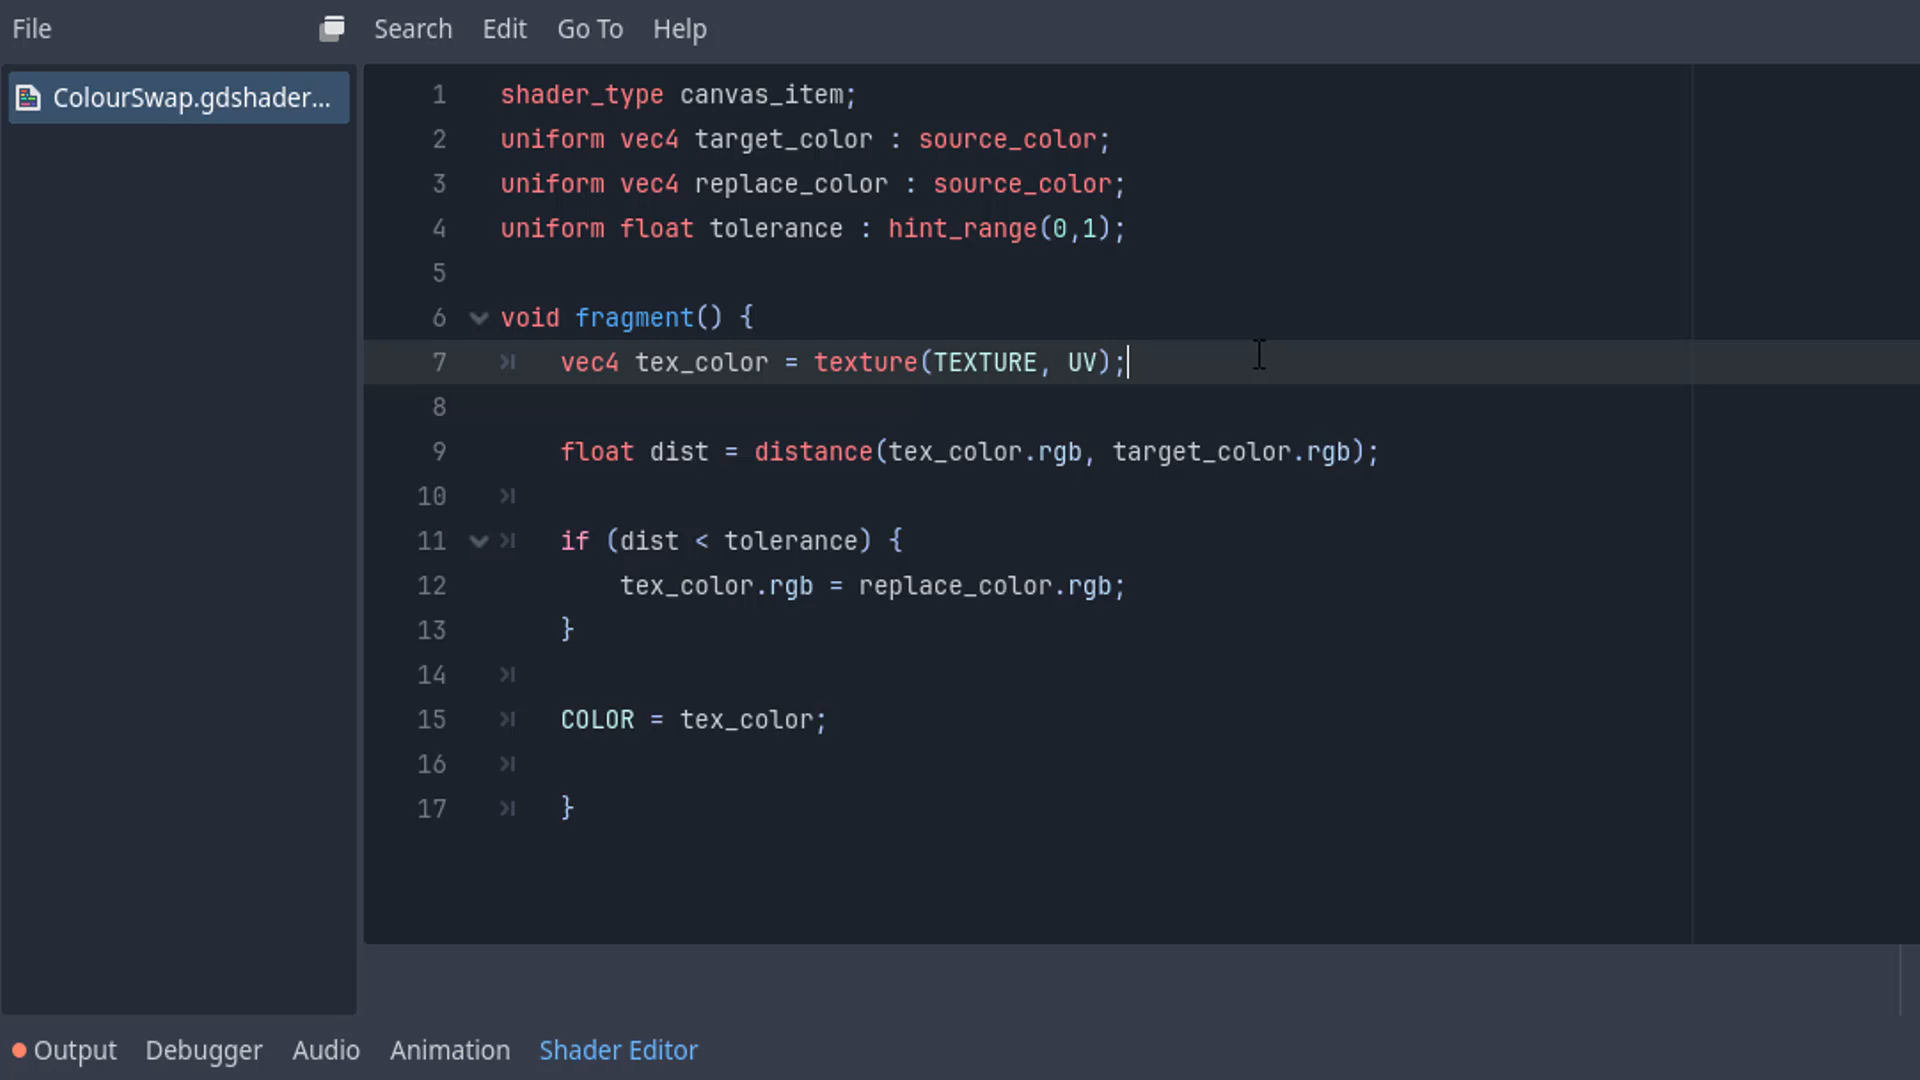 File Search Edit Go To Help
ColourSwap.gdshader...
1 shader_type canvas_item;
2 uniform vec4 target_color : source_color;
3 uniform vec4 replace_color : source_color;
4 uniform float tolerance : hint_range(0,1);
5
6 void fragment() {
7 vec4 tex_color = texture(TEXTURE, UV);
8
9 float dist = distance(tex_color.rgb, target_color.rgb);
10
11 if (dist < tolerance) {
12 tex_color.rgb = replace_color.rgb;
13 }
14
15 COLOR = tex_color;
16
17 }
Output Debugger Audio Animation Shader Editor